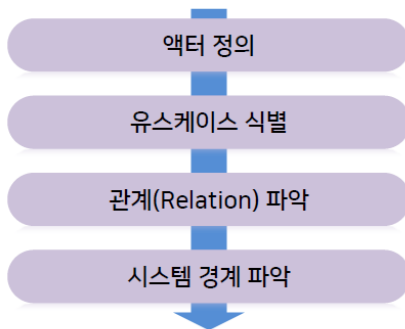 액터 정의
유스케이스 식별
관계(Relation) 파악
시스템 경계 파악